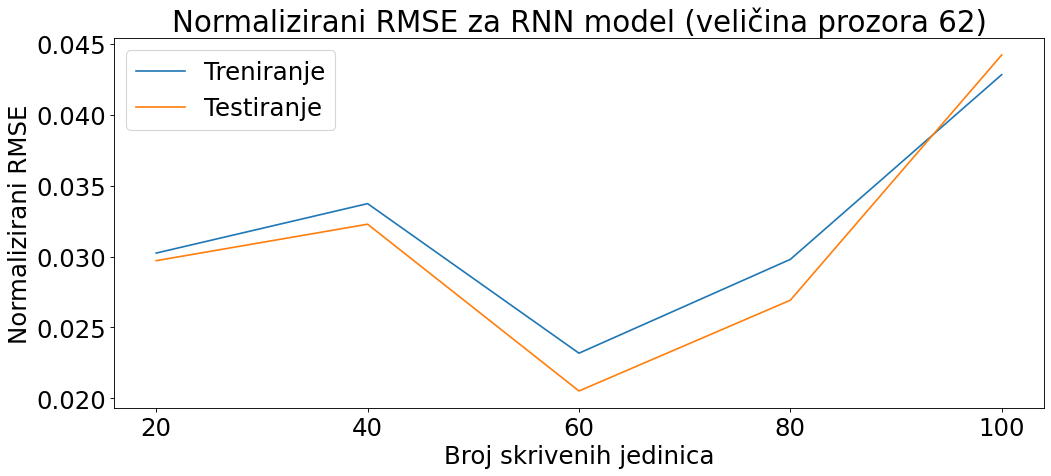 Normalizirani RMSE za RNN model (veličina prozora 62)
Treniranje
Testiranje
Normalizirani RMSE
0.045
0.040
0.035
0.030
0.025
0.020
20 40 60 80 100
Broj skrivenih jedinica